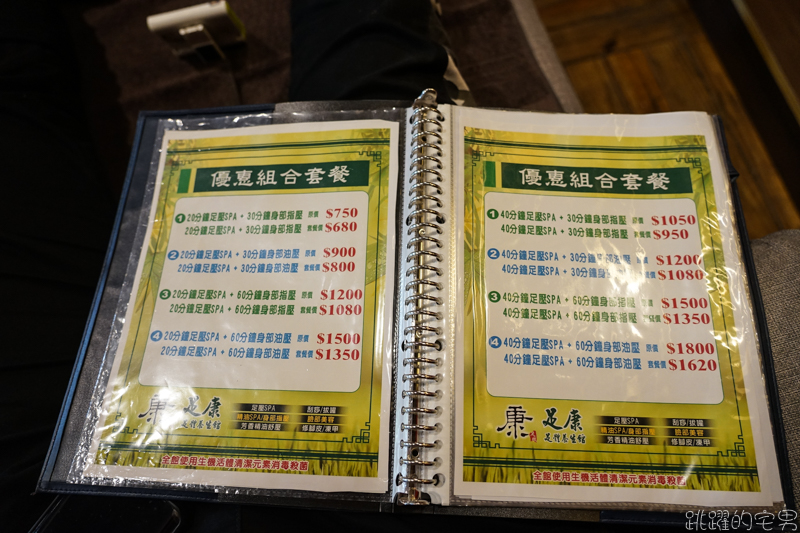 優惠組合套餐
①20分鐘足壓SPA + 30分鐘身部指壓 原價 $750
20分鐘足壓SPA + 30分鐘身部指壓 套餐價 $680
②20分鐘足壓SPA + 30分鐘身部油壓 原價 $900
20分鐘足壓SPA + 30分鐘身部油壓 套餐價 $800
③20分鐘足壓SPA + 60分鐘身部指壓 原價 $1200
20分鐘足壓SPA + 60分鐘身部指壓 套餐價 $1080
④20分鐘足壓SPA + 60分鐘身部油壓 原價 $1500
20分鐘足壓SPA + 60分鐘身部油壓 套餐價 $1350
康 足康
足體養生館
足壓SPA 刮痧/拔罐
精油SPA/身部指壓 臉部美容
芳香精油舒壓 修腳皮/凍甲
全館使用生機活體清潔元素消毒殺菌
優惠組合套餐
①40分鐘足壓SPA + 30分鐘身部指壓 原價 $1050
40分鐘足壓SPA + 30分鐘身部指壓 套餐價 $950
②40分鐘足壓SPA + 30分鐘身部油壓 原價 $1200
40分鐘足壓SPA + 30分鐘身部油壓 套餐價 $1080
③40分鐘足壓SPA + 60分鐘身部指壓 原價 $1500
40分鐘足壓SPA + 60分鐘身部指壓 套餐價 $1350
④40分鐘足壓SPA + 60分鐘身部油壓 原價 $1800
40分鐘足壓SPA + 60分鐘身部油壓 套餐價 $1620
康 足康
足體養生館
足壓SPA 刮痧/拔罐
精油SPA/身部指壓 臉部美容
芳香精油舒壓 修腳皮/凍甲
全館使用生機活體清潔元素消毒殺菌
跳躍的宅男